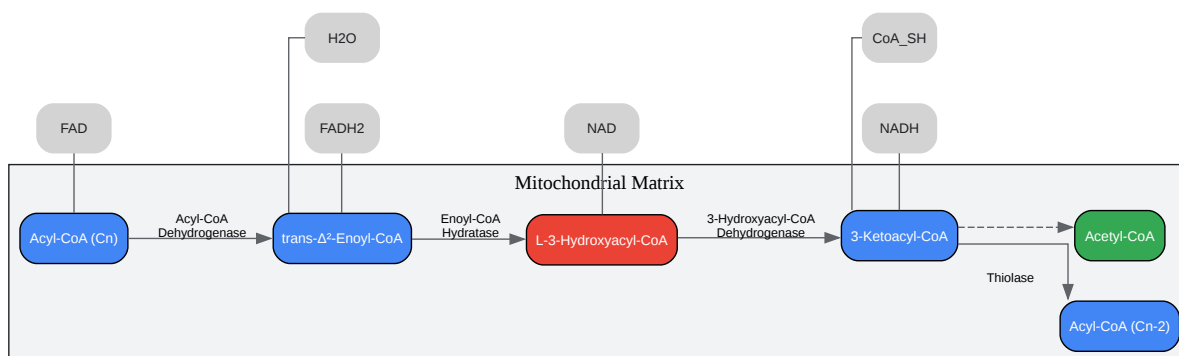 H2O
CoA_SH
FAD
FADH2
NAD
NADH
Mitochondrial Matrix
Acyl-CoA (Cn)
Acyl-CoA
Dehydrogenase
trans-Δ²-Enoyl-CoA
Enoyl-CoA
Hydratase
L-3-Hydroxyacyl-CoA
3-Hydroxyacyl-CoA
Dehydrogenase
3-Ketoacyl-CoA
Acetyl-CoA
Thiolase
Acyl-CoA (Cn-2)